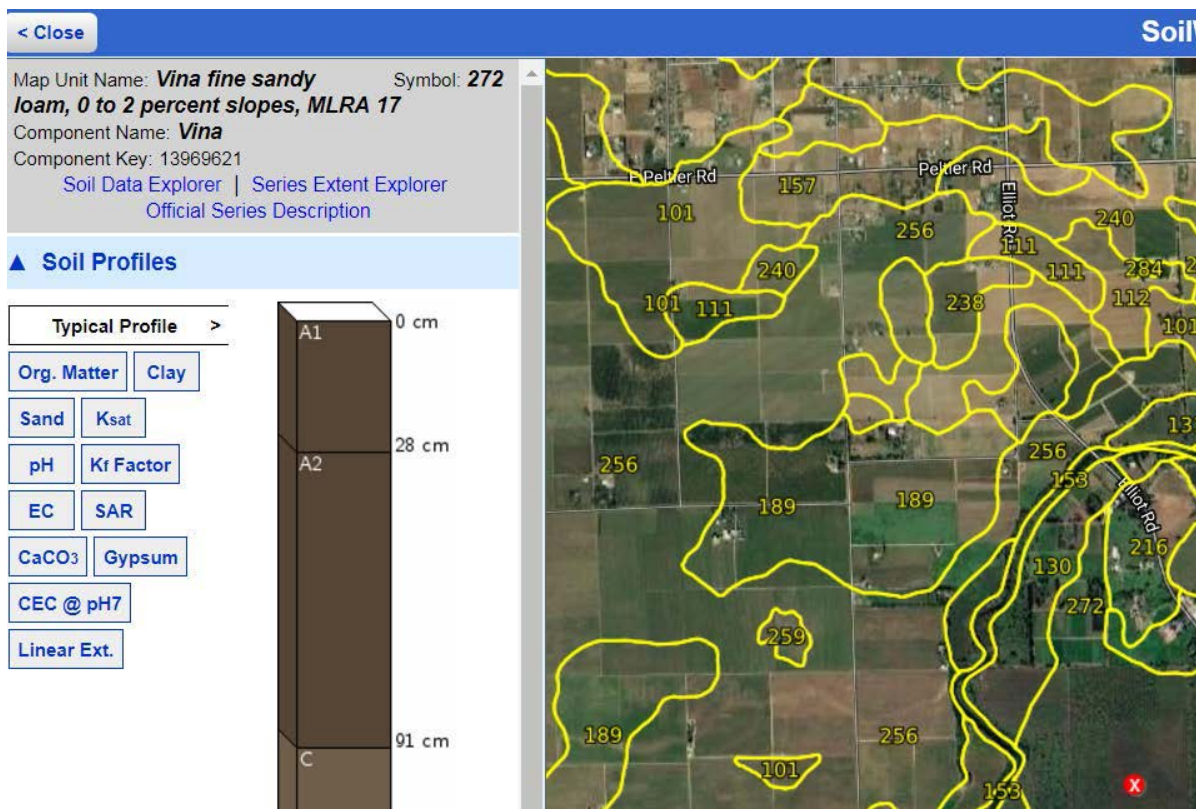 < Close
Soil
Map Unit Name: Vina fine sandy Symbol: 272
loam, 0 to 2 percent slopes, MLRA 17
Component Name: Vina
Component Key: 13969621
Soil Data Explorer | Series Extent Explorer
Official Series Description
▲ Soil Profiles
Typical Profile >
Org. Matter Clay
Sand Ksat
pH Kf Factor
EC SAR
CaCO3 Gypsum
CEC @ pH7
Linear Ext.
A1
0 cm
28 cm
A2
91 cm
C
E Peltier Rd
Peltier Rd
157
101
Elliot Rd
256
240
111
240
111
284
101
111
238
112
101
256
256
153
189
189
Elliot Rd
216
130
272
259
189
256
101
153
X